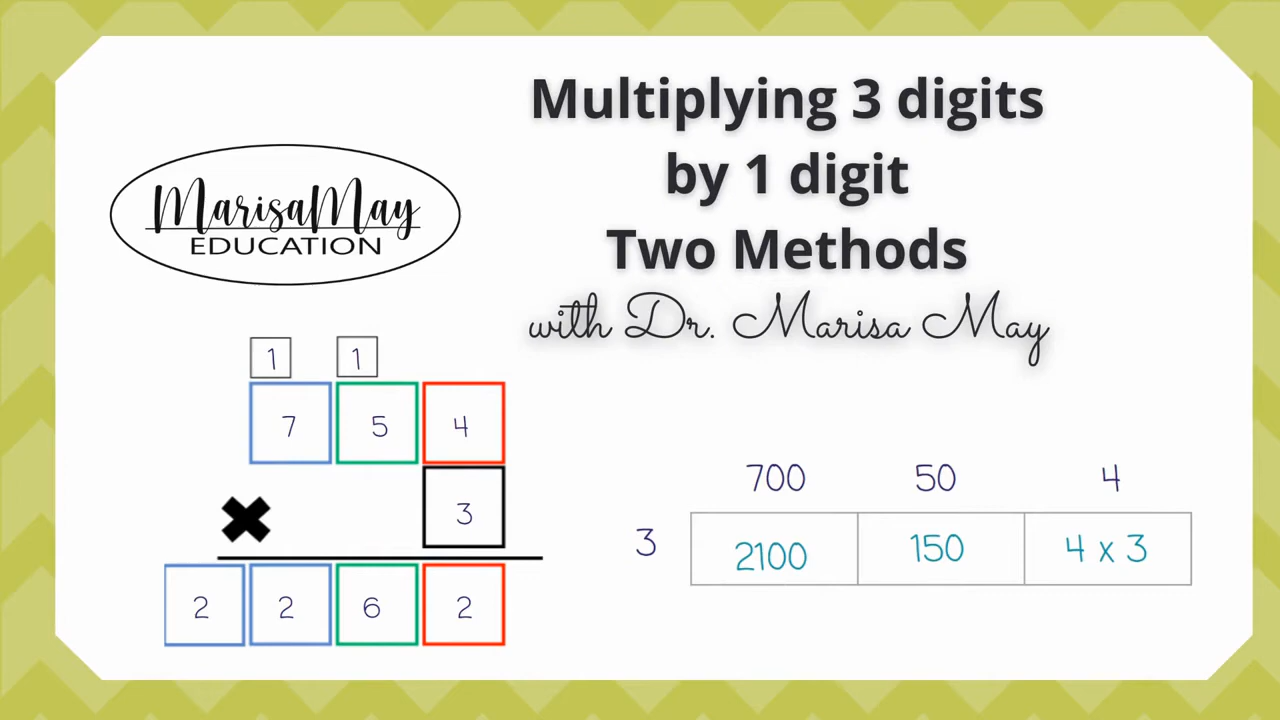 Multiplying 3 digits
by 1 digit
Two Methods
with Dr. Marisa May
MarisaMay
EDUCATION
1 1
7 5 4
✖ 3
2 2 6 2
700 50 4
3 2100 150 4 x 3